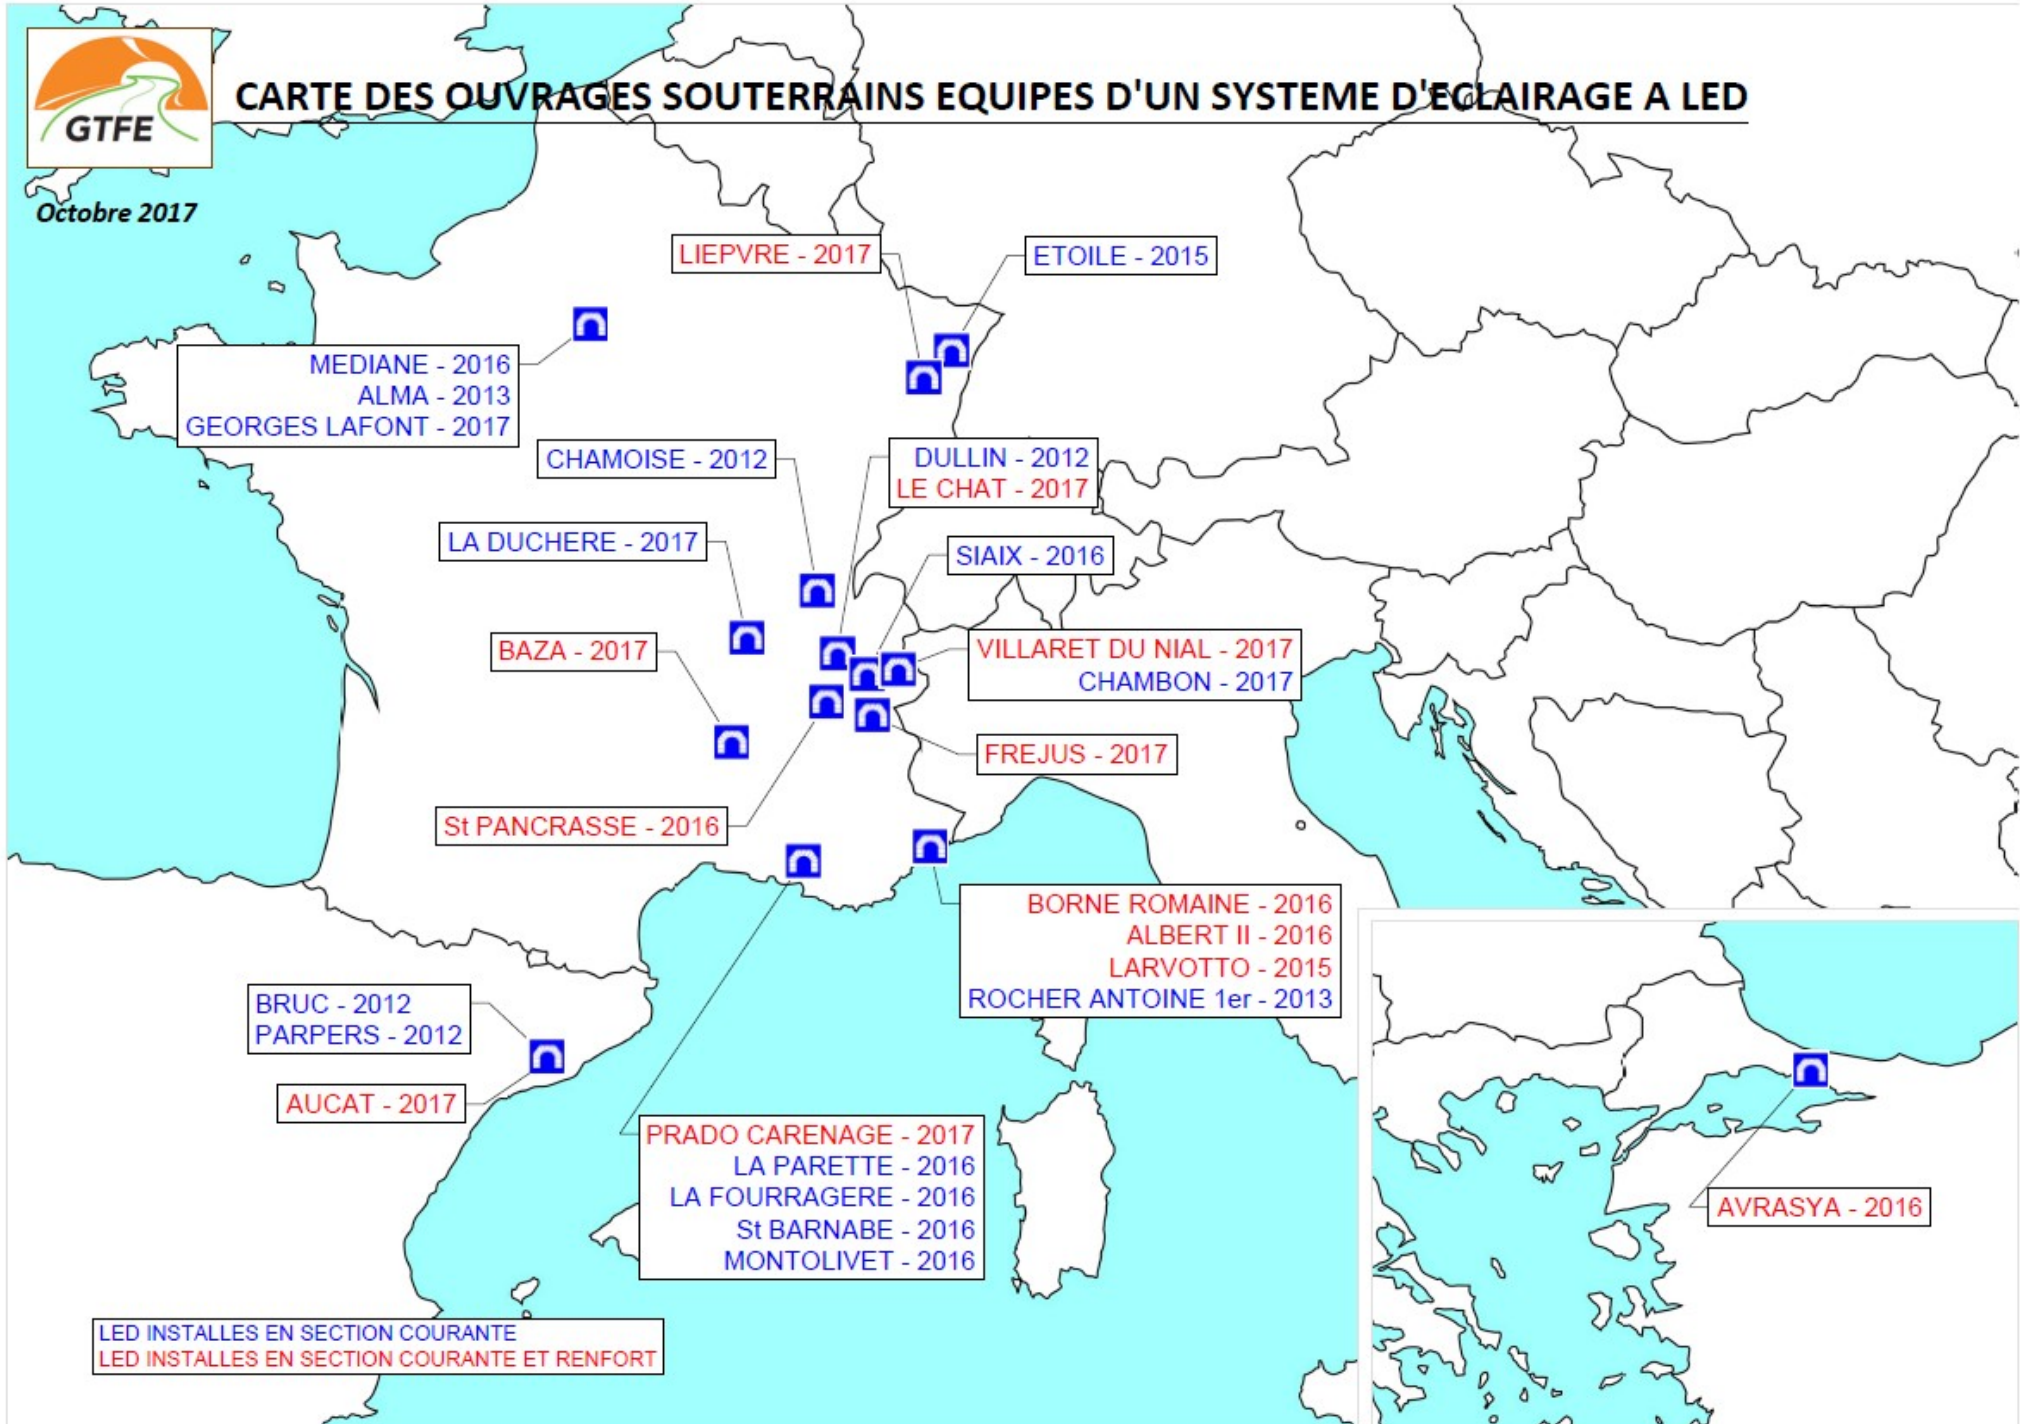 CARTE DES OUVRAGES SOUTERRAINS EQUIPES D'UN SYSTEME D'ECLAIRAGE A LED
GTFE
Octobre 2017
LIEPVRE - 2017
ETOILE - 2015
MEDIANE - 2016
ALMA - 2013
GEORGES LAFONT - 2017
CHAMOISE - 2012
DULLIN - 2012
LE CHAT - 2017
LA DUCHERE - 2017
SIAIX - 2016
BAZA - 2017
VILLARET DU NIAL - 2017
CHAMBON - 2017
FREJUS - 2017
St PANCRASSE - 2016
BORNE ROMAINE - 2016
ALBERT II - 2016
LARVOTTO - 2015
ROCHER ANTOINE 1er - 2013
BRUC - 2012
PARPERS - 2012
AUCAT - 2017
PRADO CARENAGE - 2017
LA PARETTE - 2016
LA FOURRAGERE - 2016
St BARNABE - 2016
MONTOLIVET - 2016
AVRASYA - 2016
LED INSTALLES EN SECTION COURANTE
LED INSTALLES EN SECTION COURANTE ET RENFORT